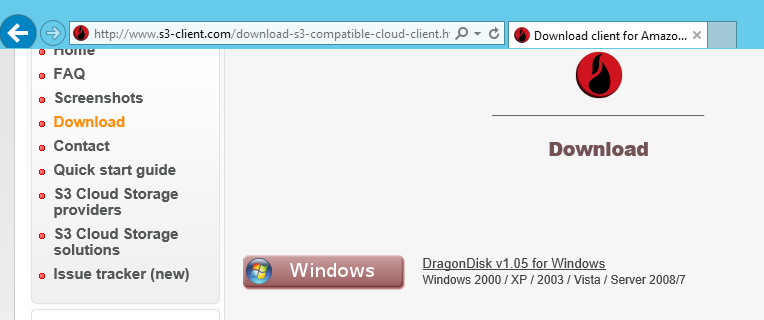 http://www.s3-client.com/download-s3-compatible-cloud-client.h
Download client for Amazo...
Home
FAQ
Screenshots
Download
Contact
Quick start guide
S3 Cloud Storage
providers
S3 Cloud Storage
solutions
Issue tracker (new)
Download
Windows
DragonDisk v1.05 for Windows
Windows 2000 / XP / 2003 / Vista / Server 2008/7